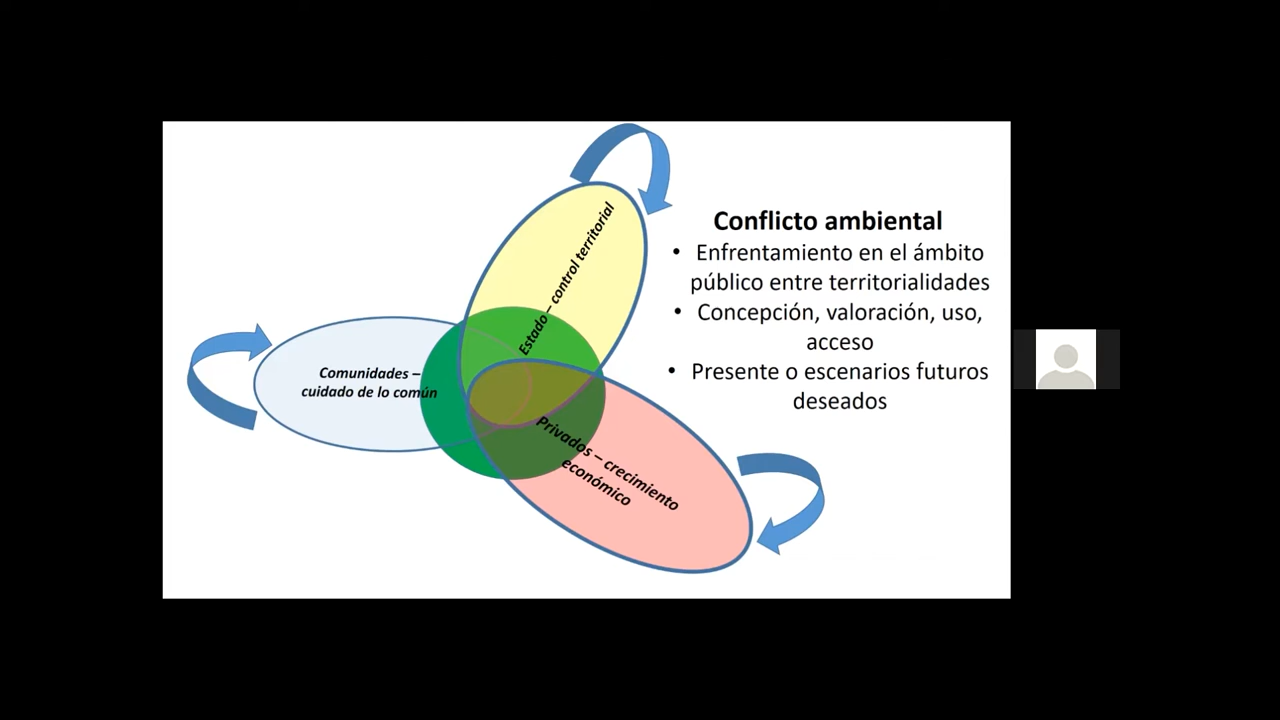 Estado – control territorial
Conflicto ambiental
• Enfrentamiento en el ámbito
público entre territorialidades
• Concepción, valoración, uso,
acceso
• Presente o escenarios futuros
deseados
Comunidades –
cuidado de lo común
Privados – crecimiento
económico